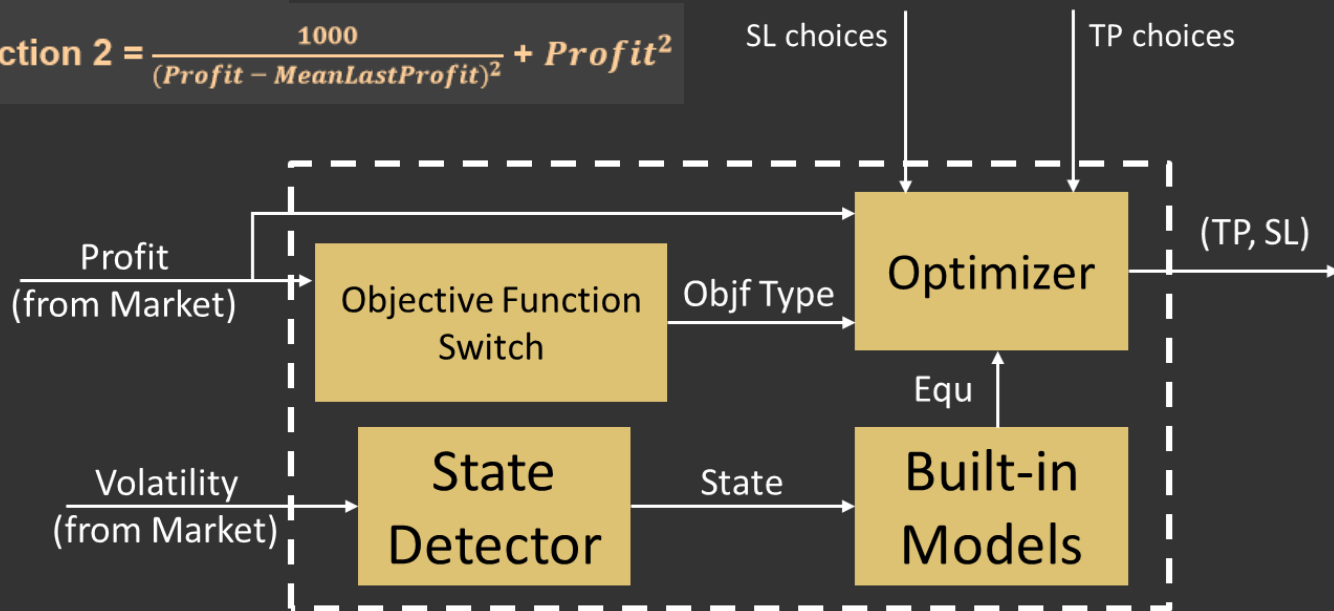 ction 2 = 1000 / (Profit − MeanLastProfit)² + Profit²
SL choices
TP choices
Profit
(from Market)
Objective Function
Switch
Objf Type
Optimizer
(TP, SL)
Equ
Volatility
(from Market)
State
Detector
State
Built-in
Models